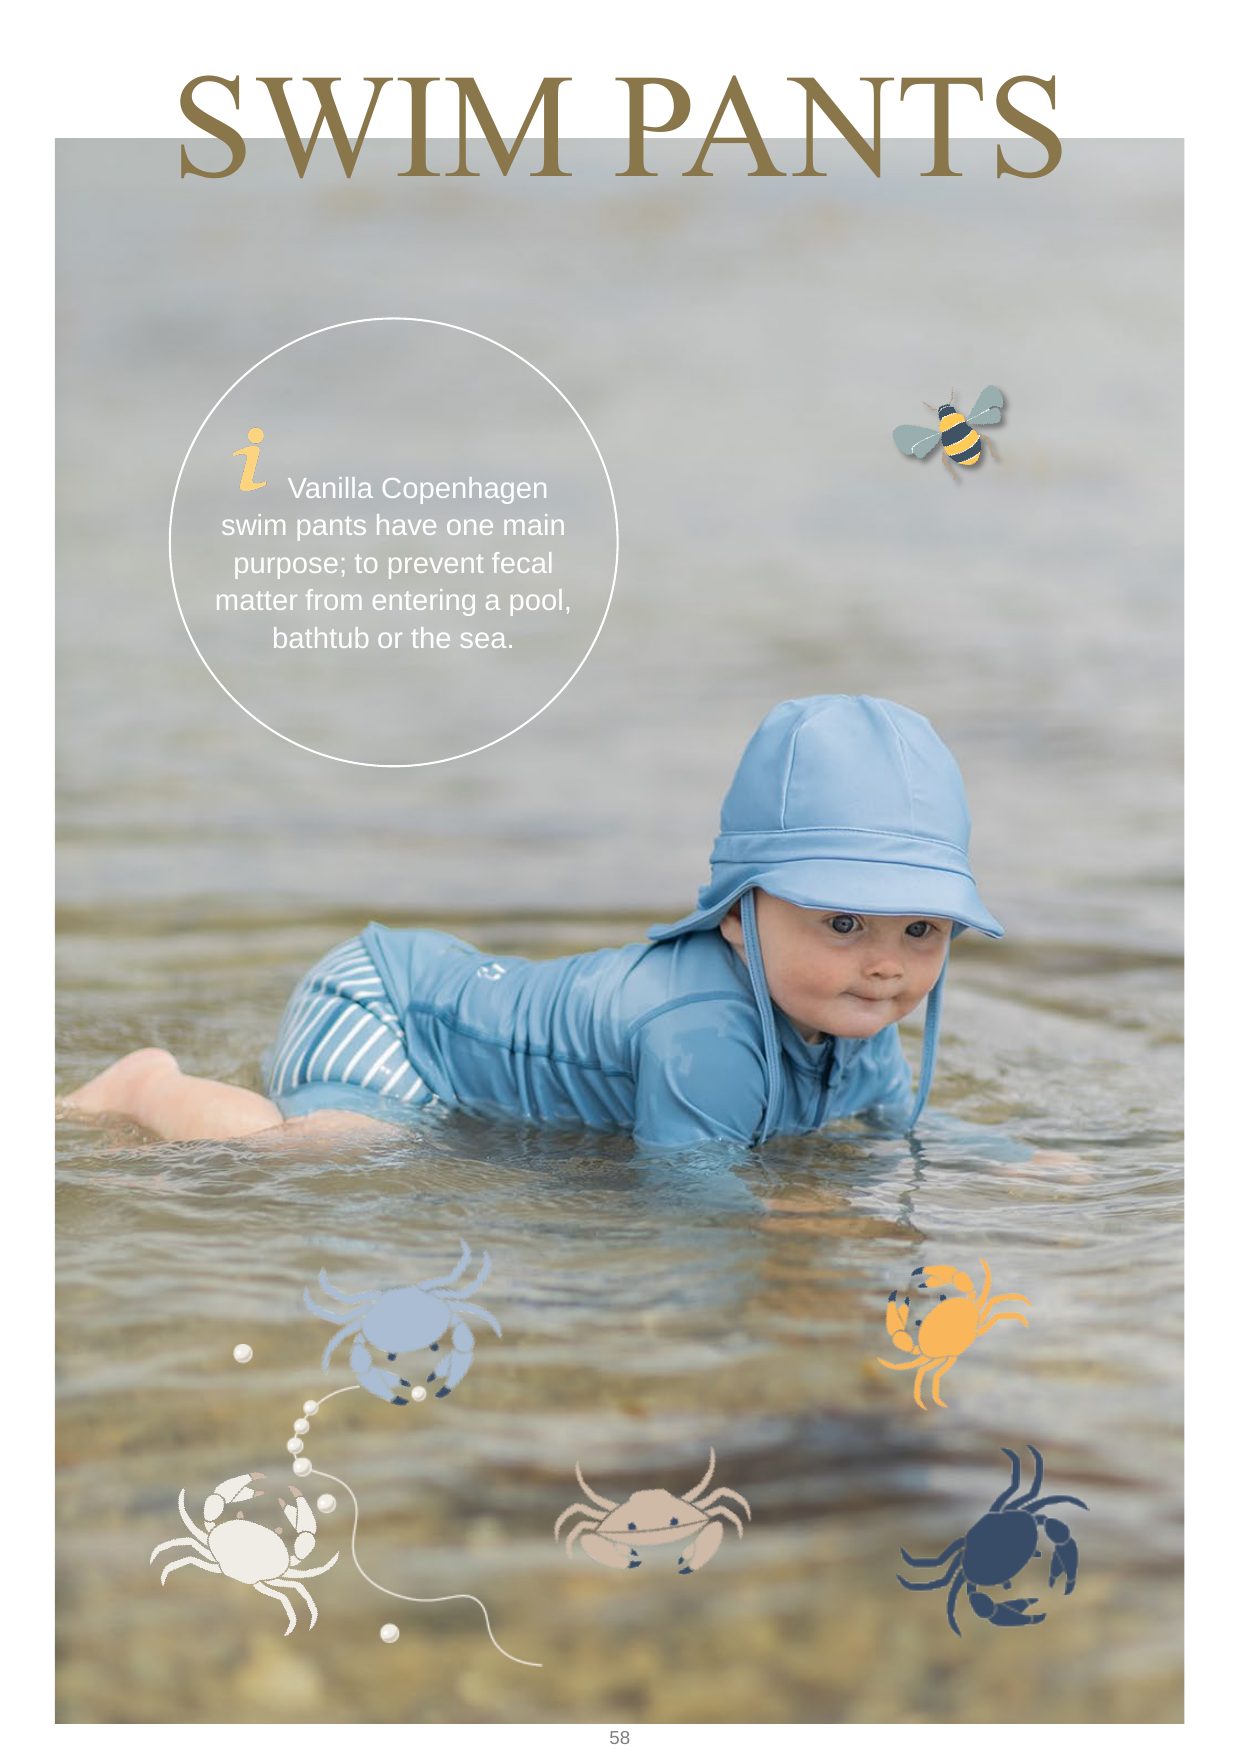 SWIM PANTS
i
Vanilla Copenhagen
swim pants have one main
purpose; to prevent fecal
matter from entering a pool,
bathtub or the sea.
58